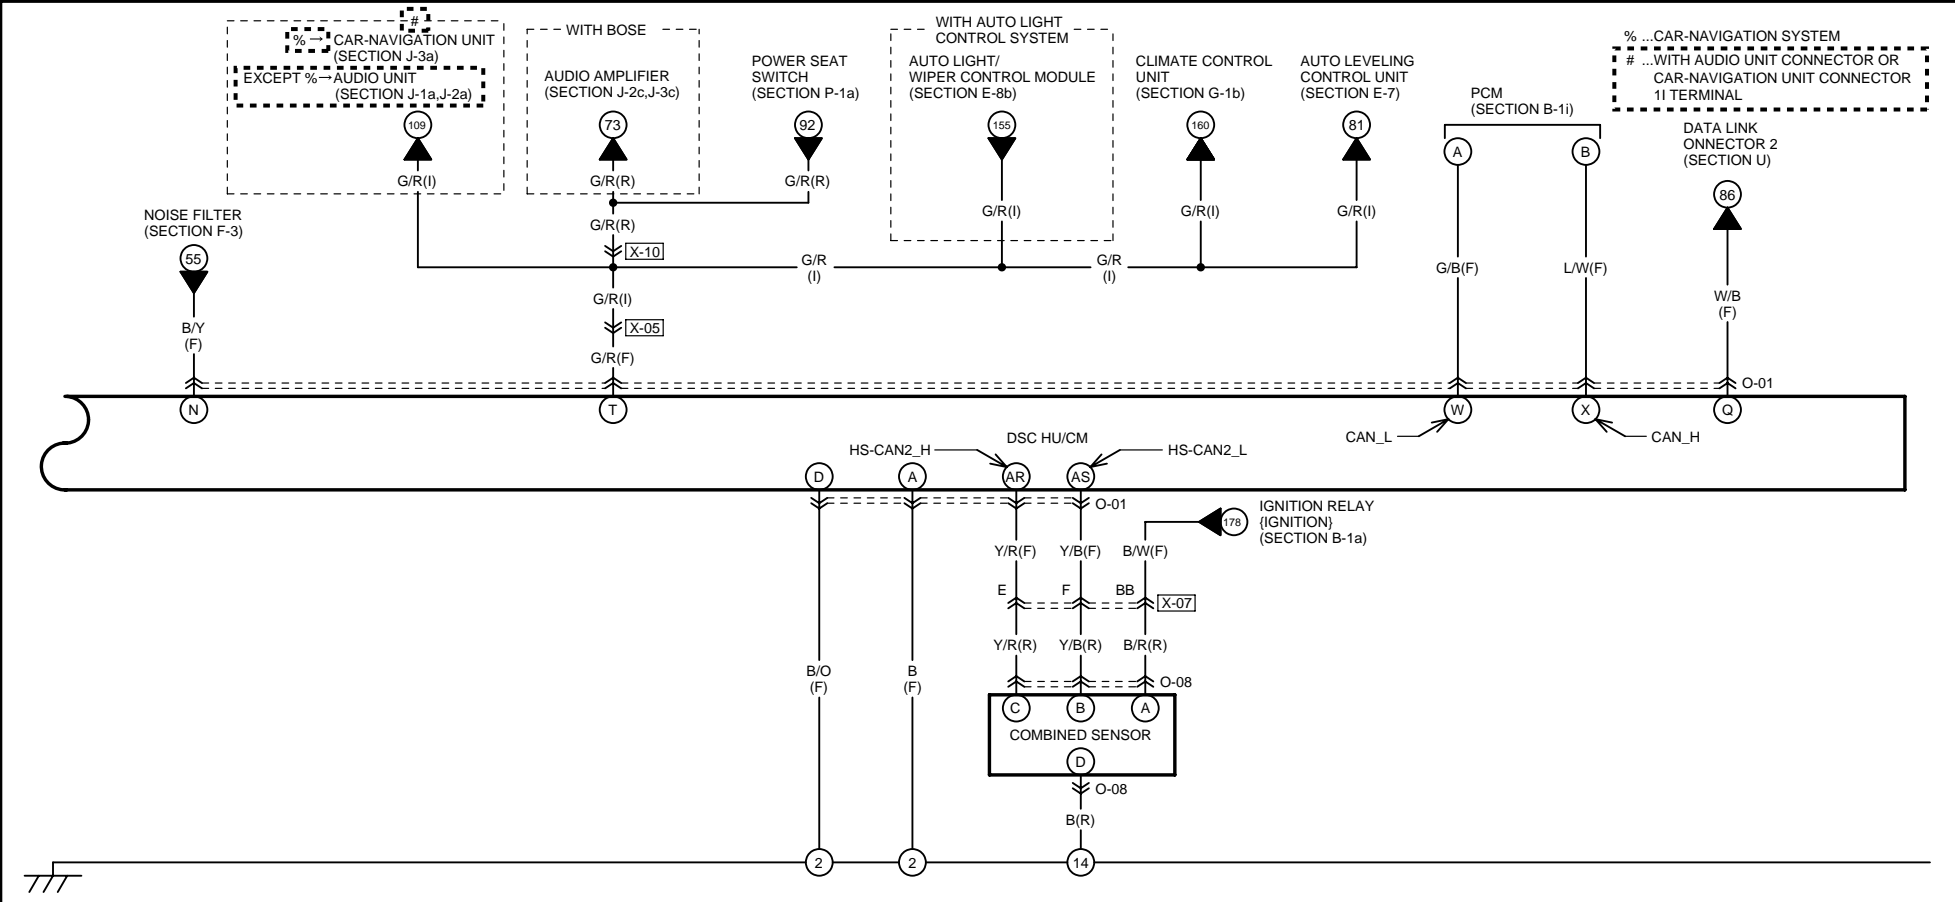 #
% → CAR-NAVIGATION UNIT
(SECTION J-3a)
EXCEPT %→AUDIO UNIT
(SECTION J-1a,J-2a)
109
G/R(I)
WITH BOSE
AUDIO AMPLIFIER
(SECTION J-2c,J-3c)
73
G/R(R)
G/R(R)
X-10
G/R(I)
X-05
G/R(F)
POWER SEAT
SWITCH
(SECTION P-1a)
92
G/R(R)
WITH AUTO LIGHT
CONTROL SYSTEM
AUTO LIGHT/
WIPER CONTROL MODULE
(SECTION E-8b)
155
G/R(I)
CLIMATE CONTROL
UNIT
(SECTION G-1b)
160
G/R(I)
AUTO LEVELING
CONTROL UNIT
(SECTION E-7)
81
G/R(I)
G/R
(I)
G/R
(I)
PCM
(SECTION B-1i)
A
B
G/B(F)
L/W(F)
% ...CAR-NAVIGATION SYSTEM
# ...WITH AUDIO UNIT CONNECTOR OR
CAR-NAVIGATION UNIT CONNECTOR
1I TERMINAL
DATA LINK
ONNECTOR 2
(SECTION U)
86
W/B
(F)
NOISE FILTER
(SECTION F-3)
55
B/Y
(F)
O-01
N
T
W
X
Q
CAN_L
CAN_H
DSC HU/CM
HS-CAN2_H
HS-CAN2_L
D
A
AR
AS
O-01
IGNITION RELAY
{IGNITION}
(SECTION B-1a)
178
Y/R(F)
Y/B(F)
B/W(F)
E
F
BB
X-07
Y/R(R)
Y/B(R)
B/R(R)
B/O
(F)
B
(F)
O-08
C
B
A
COMBINED SENSOR
D
O-08
B(R)
2
2
14